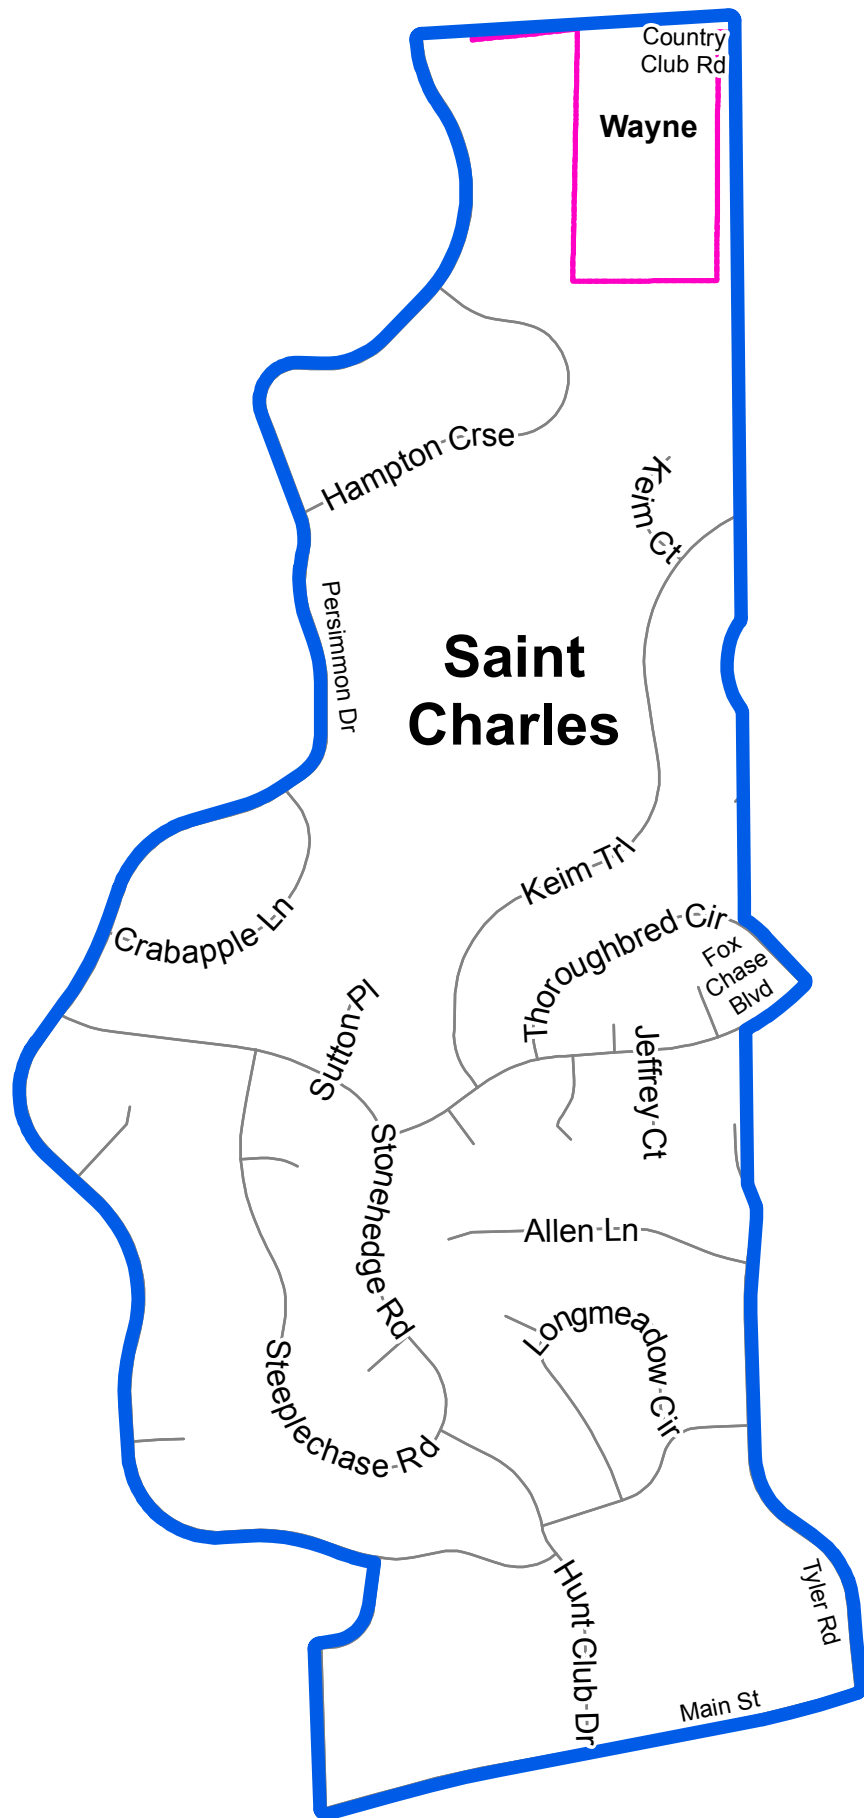 Country
Club Rd
Wayne
Hampton Crse
Keim Ct
Persimmon Dr
Saint
Charles
Keim Trl
Crabapple Ln
Thoroughbred Cir
Fox
Chase
Blvd
Sutton Pl
Jeffrey Ct
Stonehedge Rd
Allen Ln
Longmeadow Cir
Steeplechase Rd
Hunt Club Dr
Tyler Rd
Main St